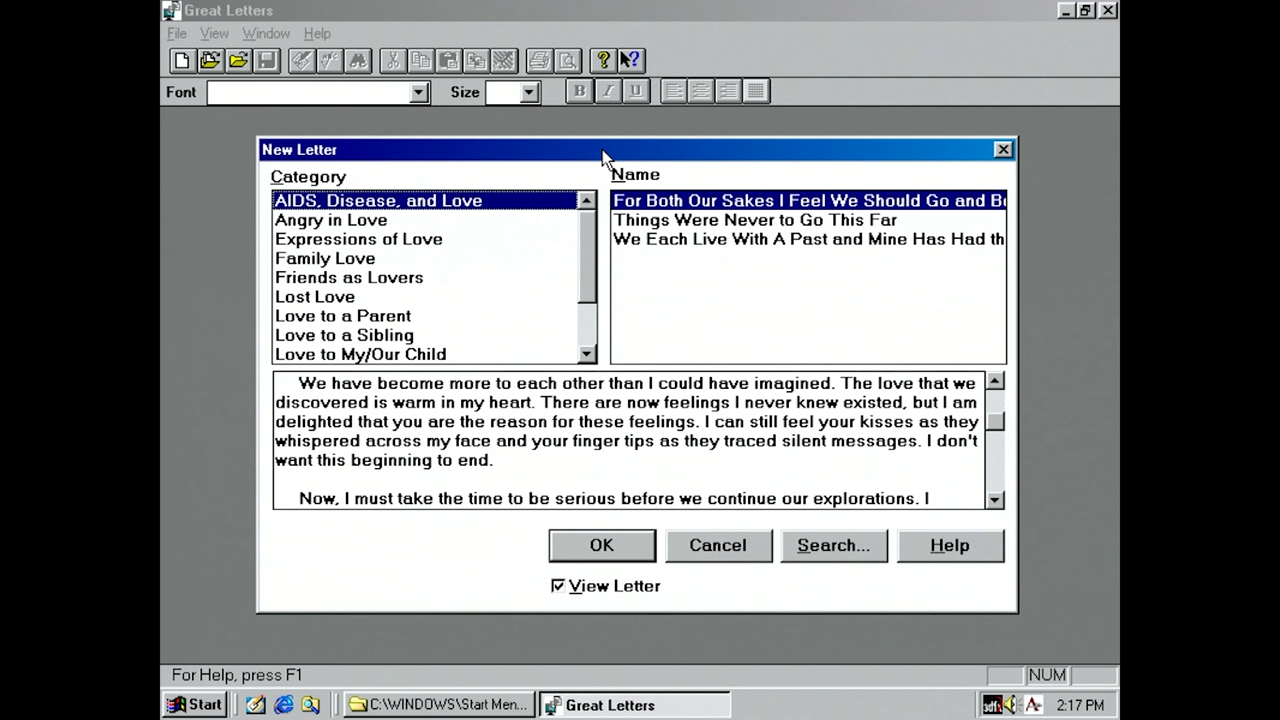 Great Letters
File View Window Help
Font Size B I U
New Letter
Category
Name
AIDS, Disease, and Love
Angry in Love
Expressions of Love
Family Love
Friends as Lovers
Lost Love
Love to a Parent
Love to a Sibling
Love to My/Our Child
For Both Our Sakes I Feel We Should Go and Be
Things Were Never to Go This Far
We Each Live With A Past and Mine Has Had th
We have become more to each other than I could have imagined. The love that we
discovered is warm in my heart. There are now feelings I never knew existed, but I am
delighted that you are the reason for these feelings. I can still feel your kisses as they
whispered across my face and your finger tips as they traced silent messages. I don't
want this beginning to end.
Now, I must take the time to be serious before we continue our explorations. I
OK Cancel Search... Help
View Letter
For Help, press F1
NUM
Start C:\WINDOWS\Start Men... Great Letters sdfx A 2:17 PM